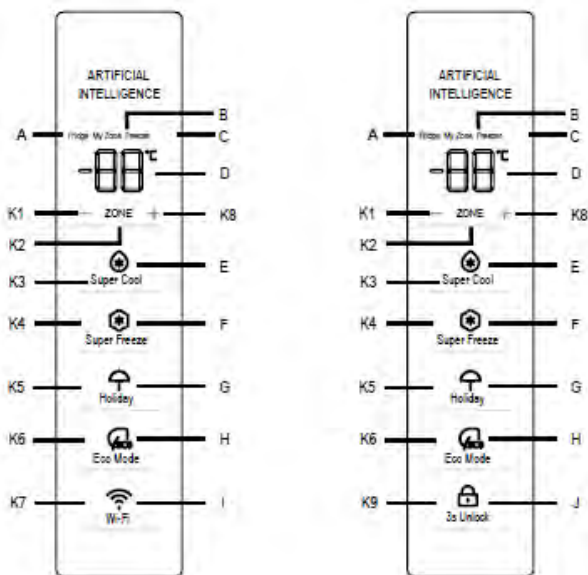 ARTIFICIAL
INTELLIGENCE
B
A Fridge My Zone Freezer C
-88°C D
K1 - ZONE + K8
K2
E
K3 Super Cool
K4 F
Super Freeze
K5 G
Holiday
K6 H
Eco Mode
K7 I
Wi-Fi
ARTIFICIAL
INTELLIGENCE
B
A Fridge My Zone Freezer C
-88°C D
K1 - ZONE + K8
K2
E
K3 Super Cool
K4 F
Super Freeze
K5 G
Holiday
K6 H
Eco Mode
K9 J
3s Unlock